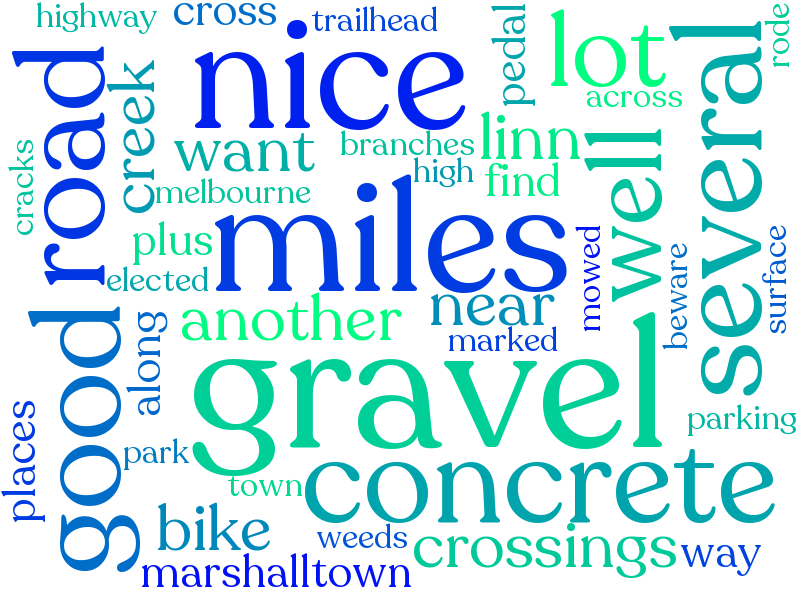 highway
cross
trailhead
nice
pedal
lot
across
several
rode
road
creek
cracks
want
branches
high
linn
find
well
melbourne
miles
plus
elected
mowed
beware
surface
another
near
marked
good
along
gravel
parking
places
park
town
concrete
bike
weeds
crossings
way
marshalltown